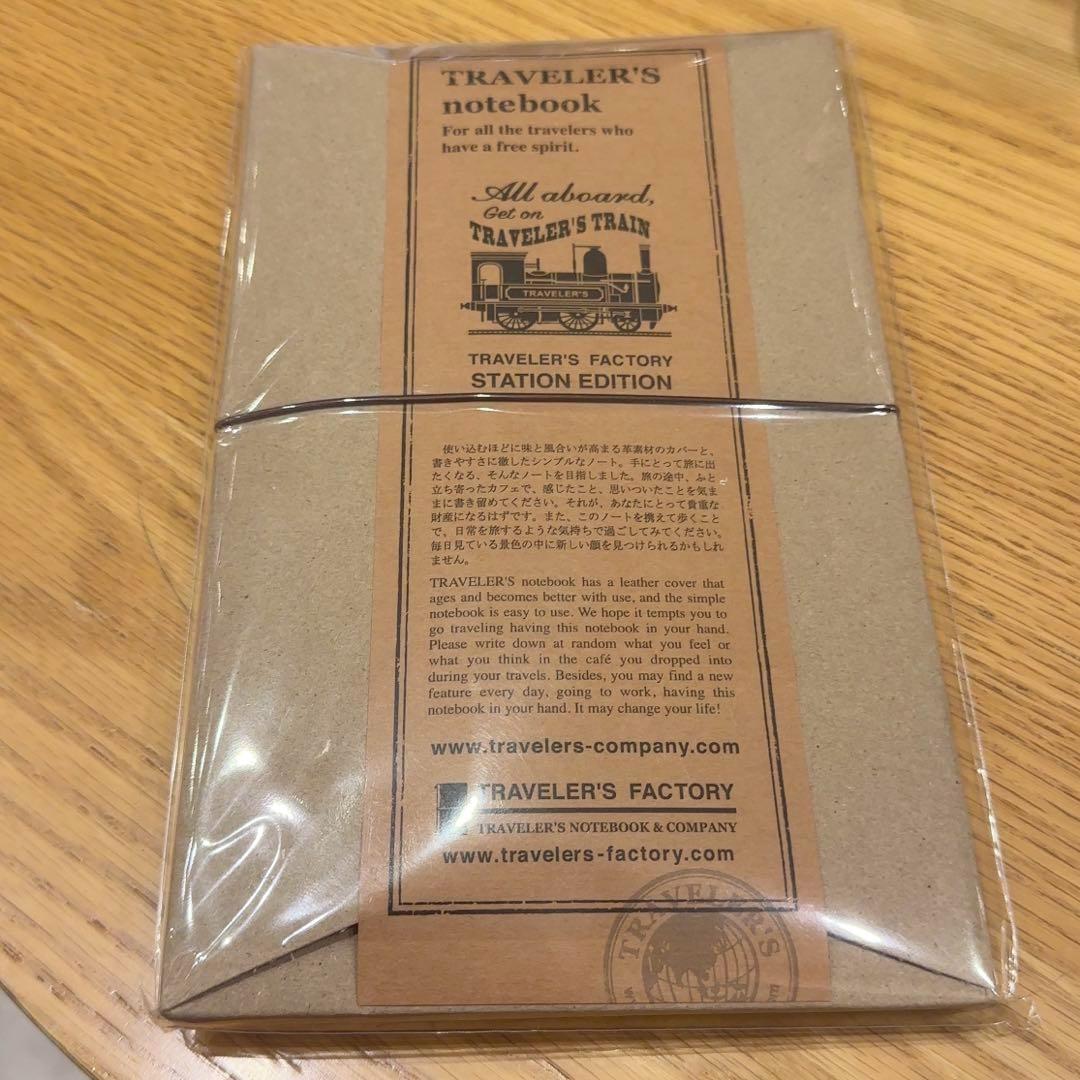 TRAVELER'S
notebook
For all the travelers who
have a free spirit.
All aboard,
Get on
TRAVELER'S TRAIN
TRAVELER'S
TRAVELER'S FACTORY
STATION EDITION
使い込むほどに味と風合いが高まる革素材のカバーと、
書きやすさに徹したシンプルなノート。手にとって旅に出
たくなる、そんなノートを目指しました。旅の途中、ふと
立ち寄ったカフェで、感じたこと、思いついたことを気ま
まに書き留めてください。それが、あなたにとって貴重な
財産になるはずです。また、このノートを携えて歩くこと
で、日常を旅するような気持ちで過ごしてみてください。
毎日見ている景色の中に新しい顔を見つけられるかもしれ
ません。
TRAVELER'S notebook has a leather cover that
ages and becomes better with use, and the simple
notebook is easy to use. We hope it tempts you to
go traveling having this notebook in your hand.
Please write down at random what you feel or
what you think in the café you dropped into
during your travels. Besides, you may find a new
feature every day, going to work, having this
notebook in your hand. It may change your life!
www.travelers-company.com
TRAVELER'S FACTORY
TRAVELER'S NOTEBOOK & COMPANY
www.travelers-factory.com
TRAVELER'S